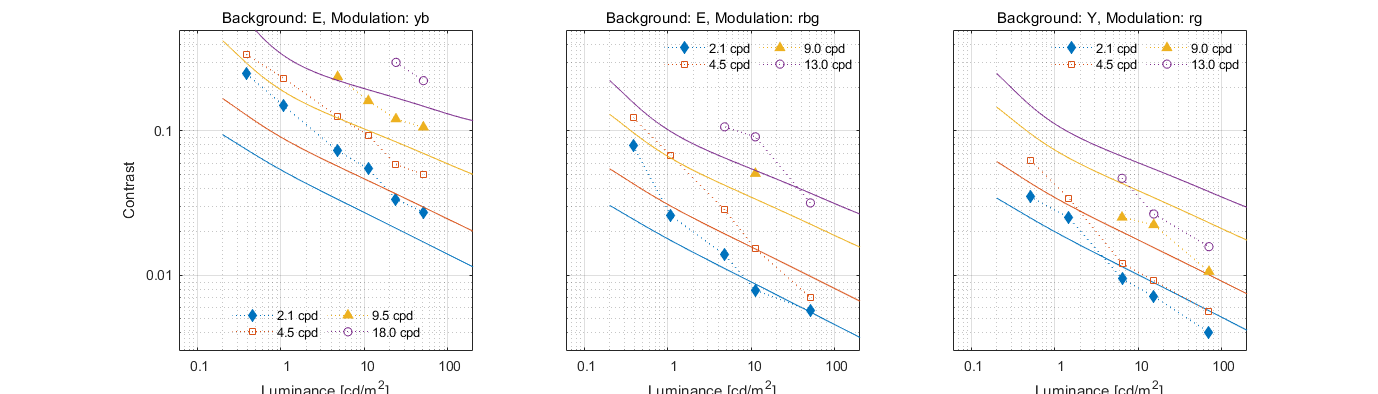 Background: E, Modulation: yb
Contrast
0.1
0.01
2.1 cpd
9.5 cpd
4.5 cpd
18.0 cpd
0.1
1
10
100
Luminance [cd/m²]
Background: E, Modulation: rbg
2.1 cpd
9.0 cpd
4.5 cpd
13.0 cpd
0.1
1
10
100
Luminance [cd/m²]
Background: Y, Modulation: rg
2.1 cpd
9.0 cpd
4.5 cpd
13.0 cpd
0.1
1
10
100
Luminance [cd/m²]